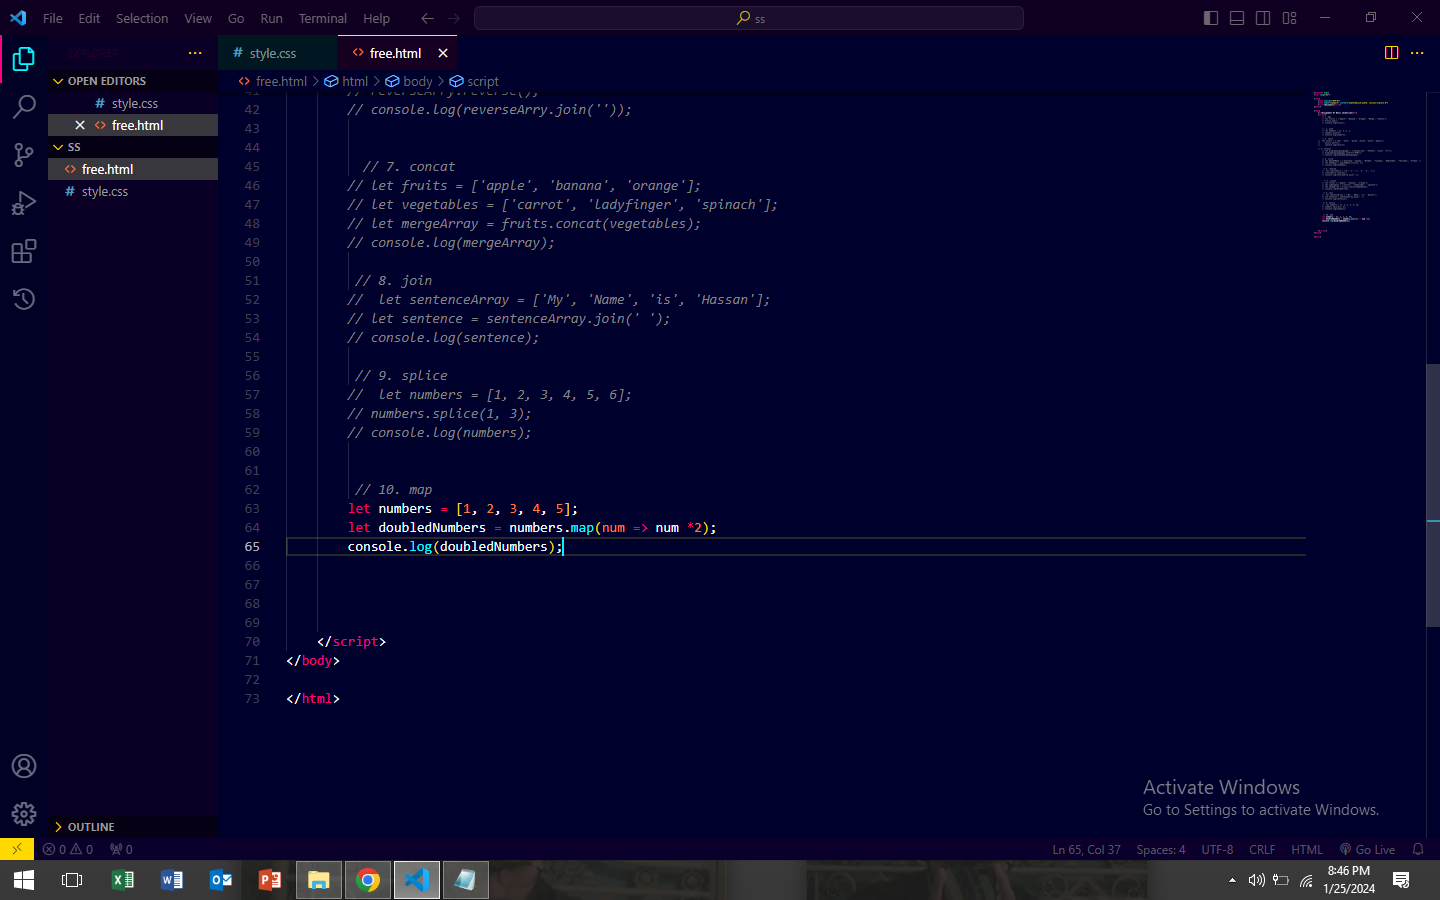 File Edit Selection View Go Run Terminal Help
ss
EXPLORER
# style.css
<> free.html
free.html > html > body > script
OPEN EDITORS
# style.css
<> free.html
SS
<> free.html
# style.css
41 // reverseArry.reverse();
42 // console.log(reverseArry.join(''));
43
44
45 // 7. concat
46 // let fruits = ['apple', 'banana', 'orange'];
47 // let vegetables = ['carrot', 'ladyfinger', 'spinach'];
48 // let mergeArray = fruits.concat(vegetables);
49 // console.log(mergeArray);
50
51 // 8. join
52 //  let sentenceArray = ['My', 'Name', 'is', 'Hassan'];
53 // let sentence = sentenceArray.join(' ');
54 // console.log(sentence);
55
56 // 9. splice
57 //  let numbers = [1, 2, 3, 4, 5, 6];
58 // numbers.splice(1, 3);
59 // console.log(numbers);
60
61
62 // 10. map
63 let numbers = [1, 2, 3, 4, 5];
64 let doubledNumbers = numbers.map(num => num *2);
65 console.log(doubledNumbers);
66
67
68
69
70 </script>
71 </body>
72
73 </html>
OUTLINE
Activate Windows
Go to Settings to activate Windows.
0 0 0
Ln 65, Col 37 Spaces: 4 UTF-8 CRLF HTML Go Live
8:46 PM
1/25/2024